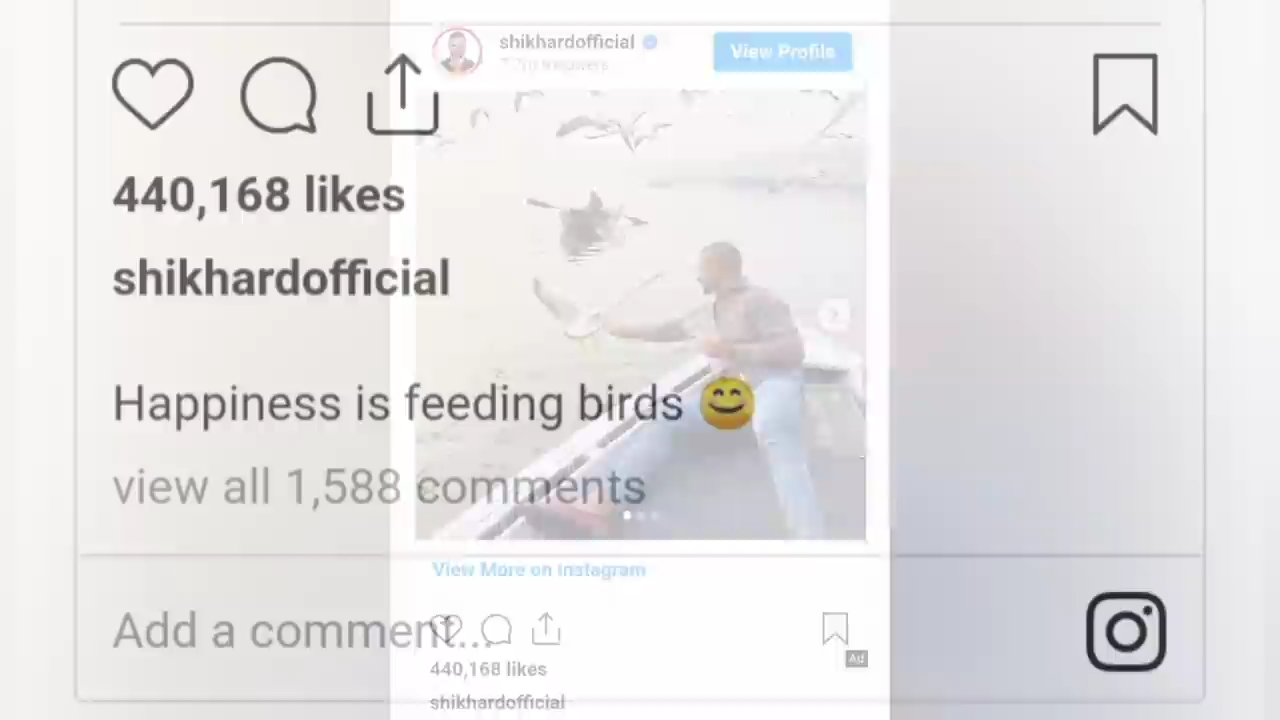 shikhardofficial
View Profile
440,168 likes
shikhardofficial
Happiness is feeding birds 😄
view all 1,588 comments
View More on Instagram
Add a comment...
Ad
440,168 likes
shikhardofficial